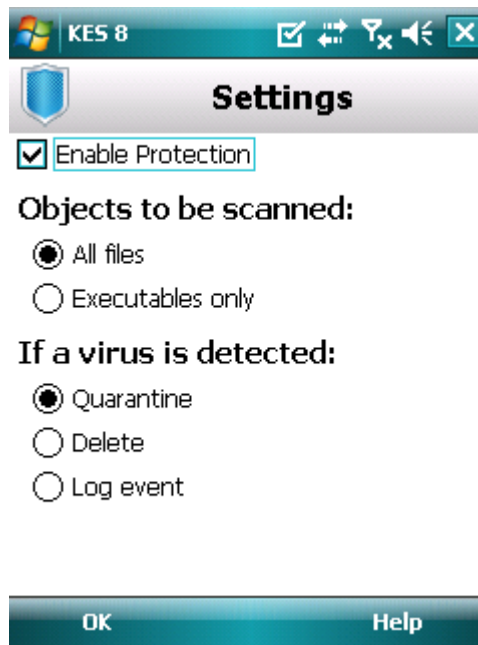 KES 8
Settings
Enable Protection
Objects to be scanned:
All files
Executables only
If a virus is detected:
Quarantine
Delete
Log event
OK Help